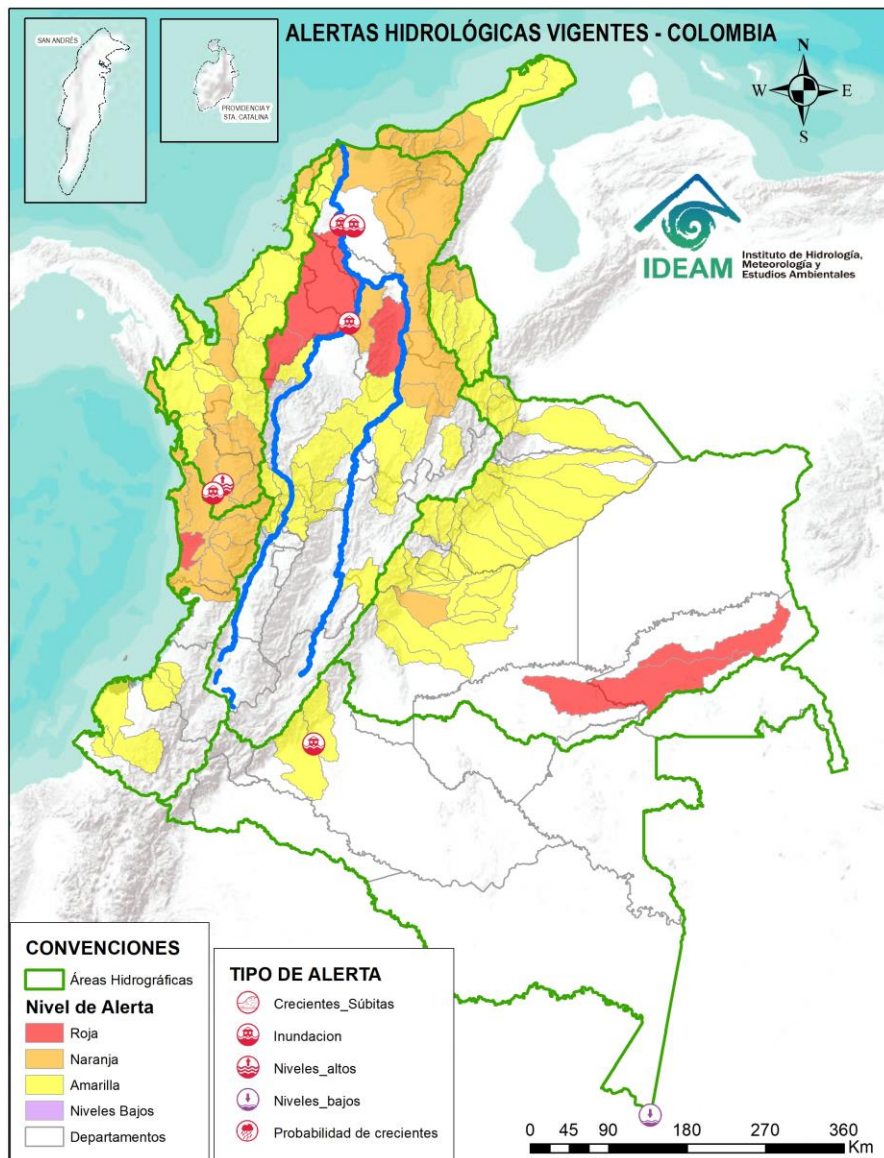 ALERTAS HIDROLÓGICAS VIGENTES - COLOMBIA
SAN ANDRÉS
PROVIDENCIA Y
STA. CATALINA
N
W
E
S
IDEAM
Instituto de Hidrología,
Meteorología y
Estudios Ambientales
CONVENCIONES
Áreas Hidrográficas
Nivel de Alerta
Roja
Naranja
Amarilla
Niveles Bajos
Departamentos
TIPO DE ALERTA
Crecientes_Súbitas
Inundacion
Niveles_altos
Niveles_bajos
Probabilidad de crecientes
0 45 90 180 270 360
Km